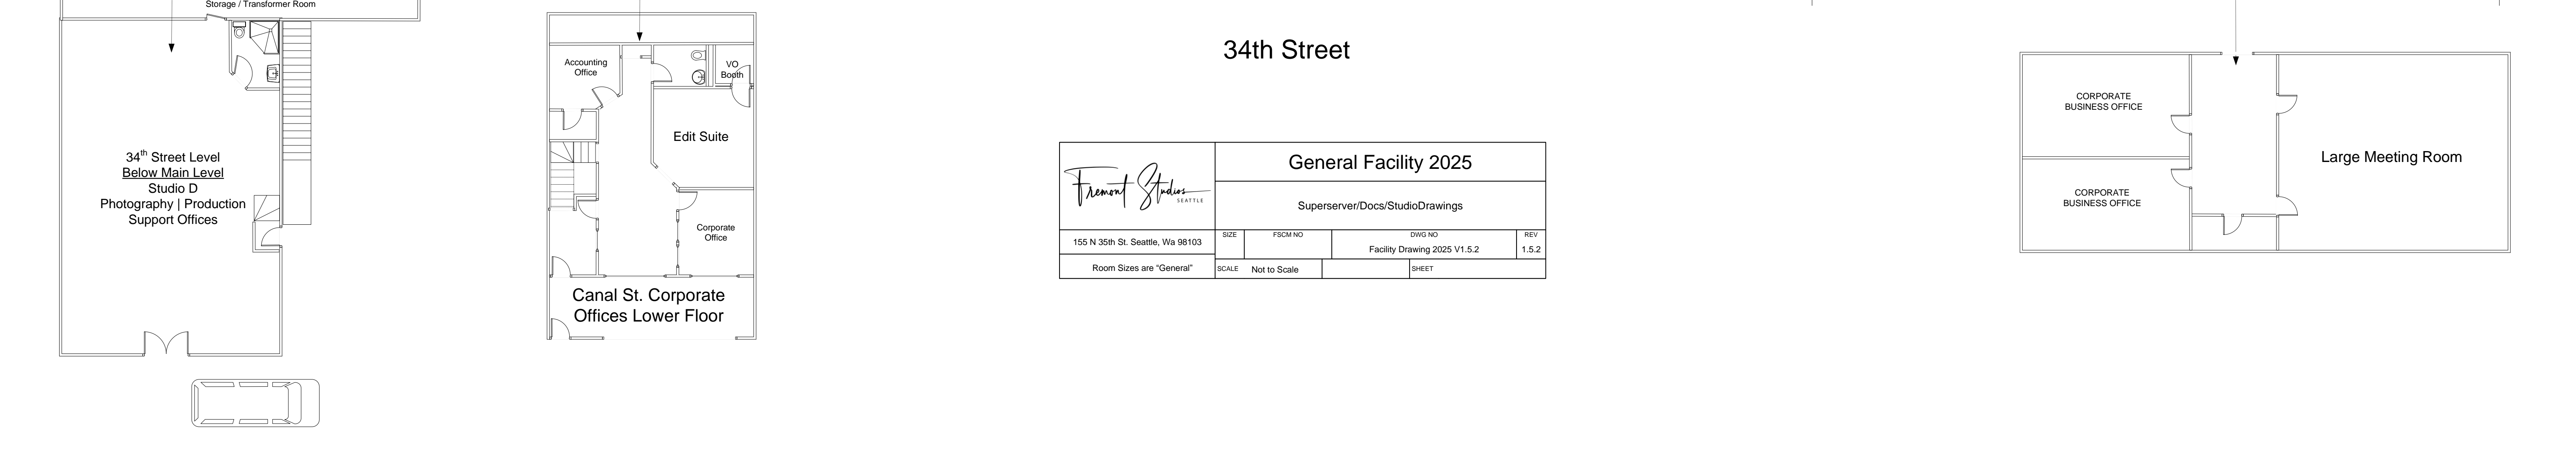 Storage / Transformer Room
34th Street Level
Below Main Level
Studio D
Photography | Production
Support Offices
Accounting
Office
VO
Booth
Edit Suite
Corporate
Office
Canal St. Corporate
Offices Lower Floor
34th Street
Fremont Studios
SEATTLE
General Facility 2025
Superserver/Docs/StudioDrawings
155 N 35th St. Seattle, Wa 98103
Room Sizes are “General”
SIZE
FSCM NO
DWG NO
Facility Drawing 2025 V1.5.2
REV
1.5.2
SCALE Not to Scale
SHEET
CORPORATE
BUSINESS OFFICE
CORPORATE
BUSINESS OFFICE
Large Meeting Room